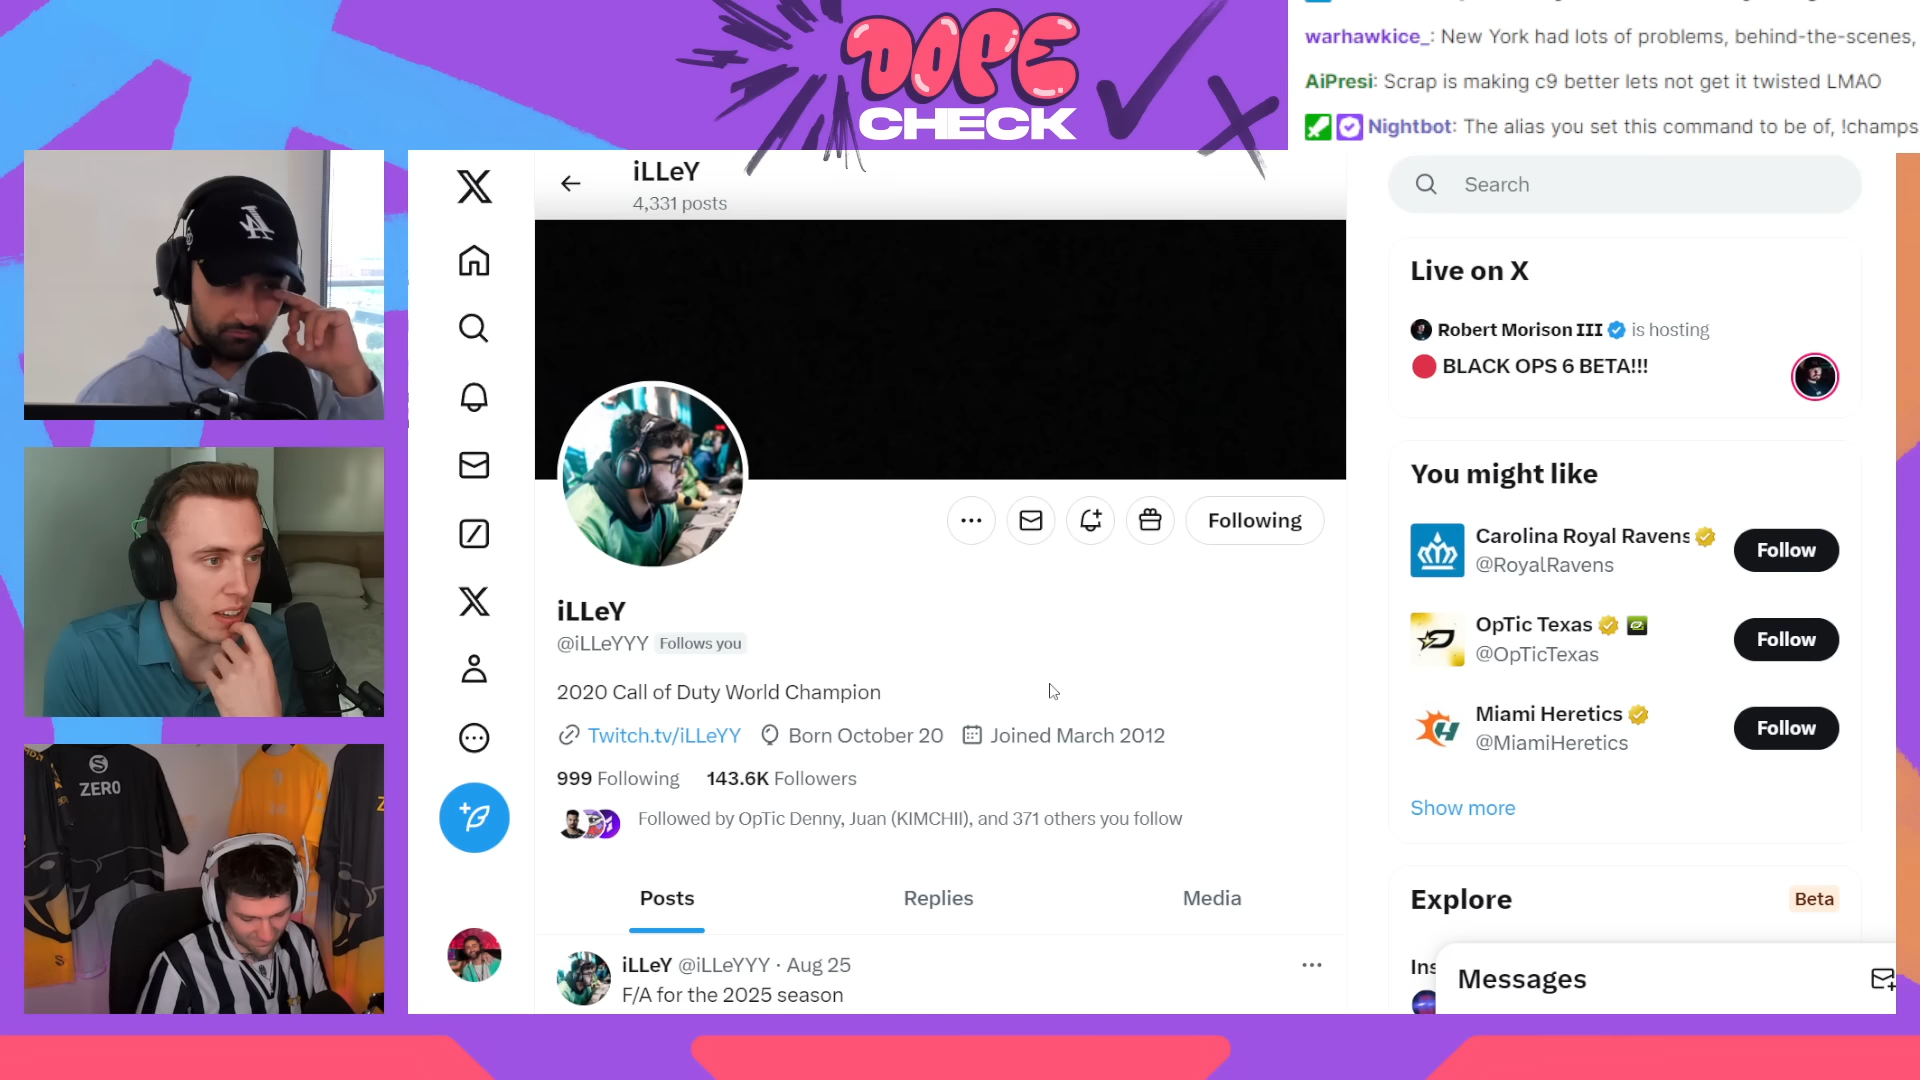 DOPE
CHECK
warhawkice_: New York had lots of problems, behind-the-scenes,
AiPresi: Scrap is making c9 better lets not get it twisted LMAO
Nightbot: The alias you set this command to be of, !champs
iLLeY
4,331 posts
Search
Live on X
Robert Morison III is hosting
BLACK OPS 6 BETA!!!
You might like
Following
Carolina Royal Ravens
@RoyalRavens
Follow
OpTic Texas
@OpTicTexas
Follow
Miami Heretics
@MiamiHeretics
Follow
Show more
iLLeY
@iLLeYYY Follows you
2020 Call of Duty World Champion
Twitch.tv/iLLeYY Born October 20 Joined March 2012
999 Following 143.6K Followers
Followed by OpTic Denny, Juan (KIMCHII), and 371 others you follow
Posts Replies Media
iLLeY @iLLeYYY · Aug 25
F/A for the 2025 season
Explore Beta
Ins
Messages
ZERO